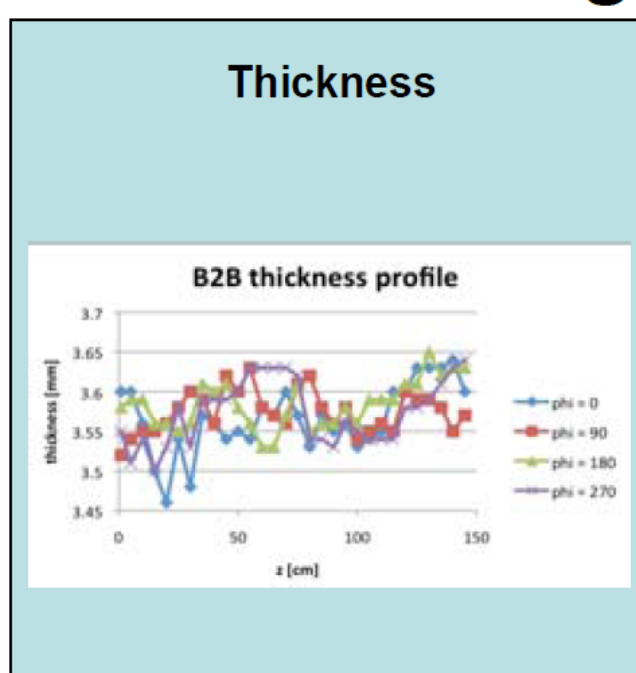 Thickness
B2B thickness profile
3.7
3.65
3.6
3.55
3.5
3.45
thickness [mm]
0
50
100
150
z [cm]
phi = 0
phi = 90
phi = 180
phi = 270